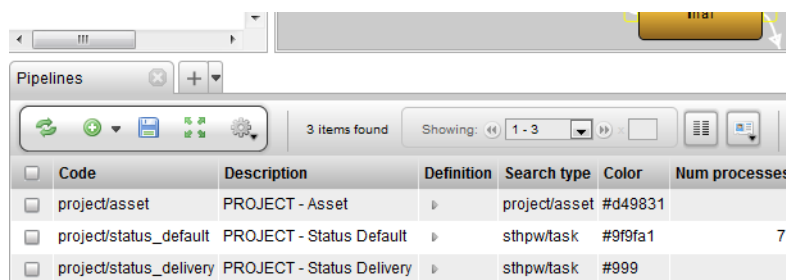 Pipelines
3 items found Showing: 1 - 3 x
Code Description Definition Search type Color Num processes
project/asset PROJECT - Asset project/asset #d49831
project/status_default PROJECT - Status Default sthpw/task #9f9fa1 7
project/status_delivery PROJECT - Status Delivery sthpw/task #999